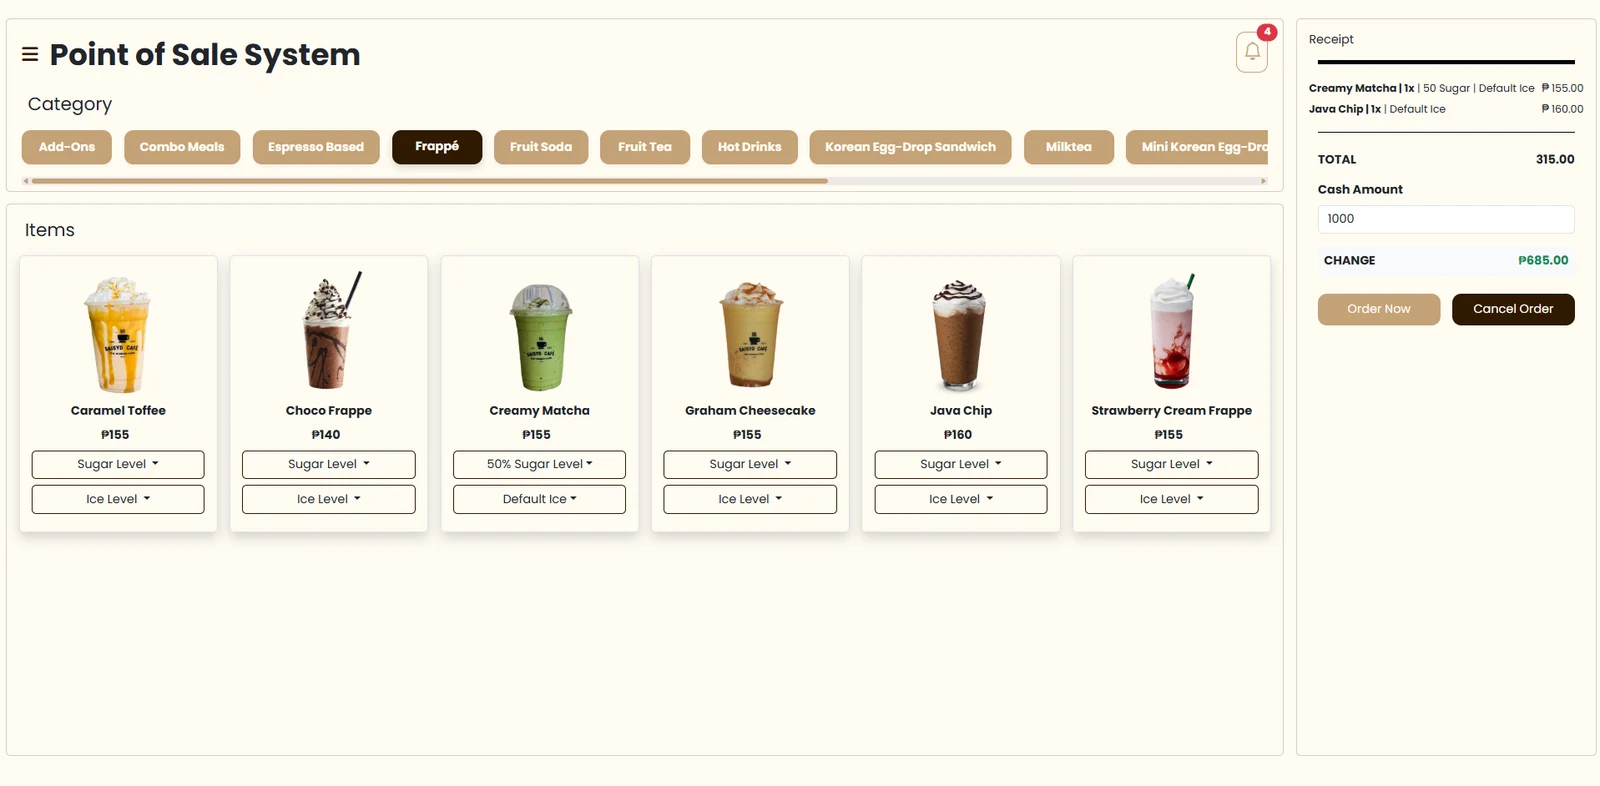 Point of Sale System
4
Category
Add-Ons
Combo Meals
Espresso Based
Frappé
Fruit Soda
Fruit Tea
Hot Drinks
Korean Egg-Drop Sandwich
Milktea
Mini Korean Egg-Dro
Items
Caramel Toffee
₱155
Sugar Level
Ice Level
Choco Frappe
₱140
Sugar Level
Ice Level
Creamy Matcha
₱155
50% Sugar Level
Default Ice
Graham Cheesecake
₱155
Sugar Level
Ice Level
Java Chip
₱160
Sugar Level
Ice Level
Strawberry Cream Frappe
₱155
Sugar Level
Ice Level
Receipt
Creamy Matcha | 1x | 50 Sugar | Default Ice ₱ 155.00
Java Chip | 1x | Default Ice ₱ 160.00
TOTAL 315.00
Cash Amount
1000
CHANGE ₱685.00
Order Now
Cancel Order